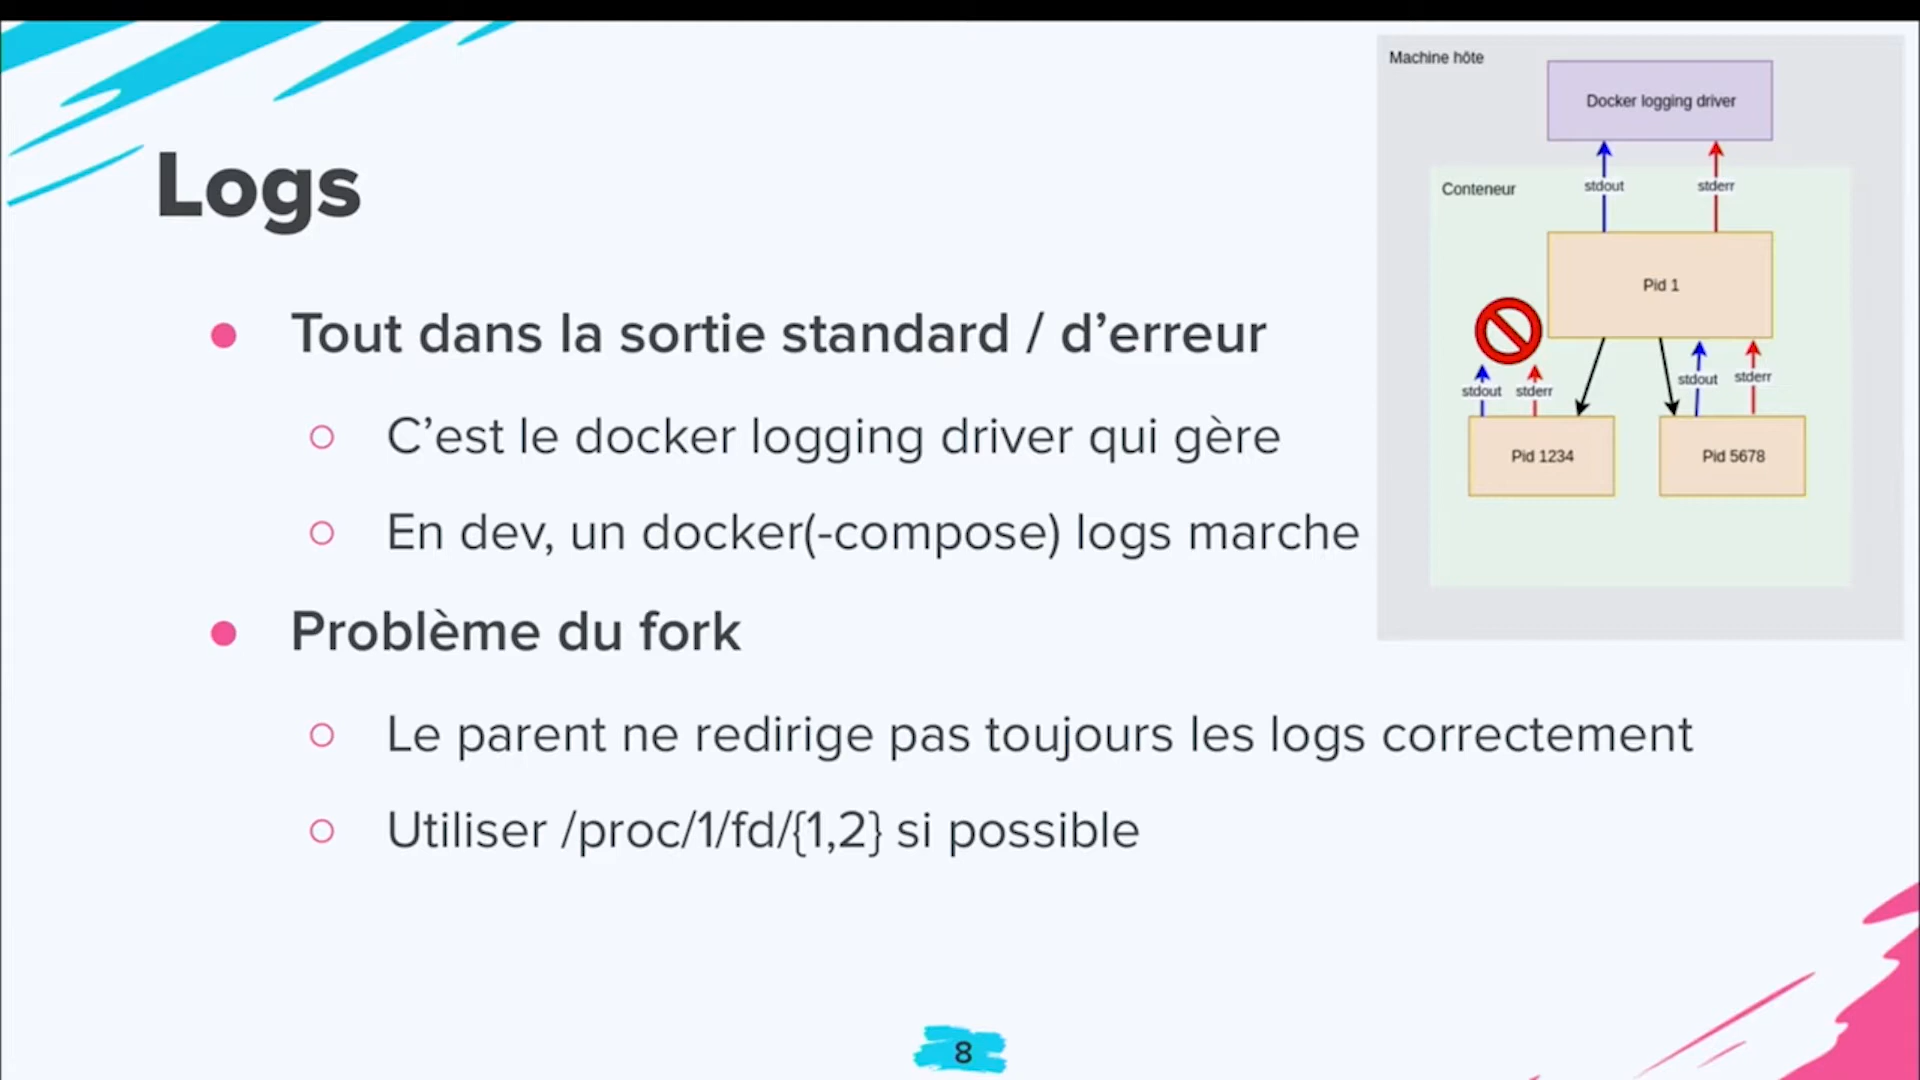 Logs
Tout dans la sortie standard / d’erreur
C’est le docker logging driver qui gère
En dev, un docker(-compose) logs marche
Problème du fork
Le parent ne redirige pas toujours les logs correctement
Utiliser /proc/1/fd/{1,2} si possible
Machine hôte
Docker logging driver
stdout stderr
Conteneur
Pid 1
stdout stderr
stdout stderr
Pid 1234
Pid 5678
8